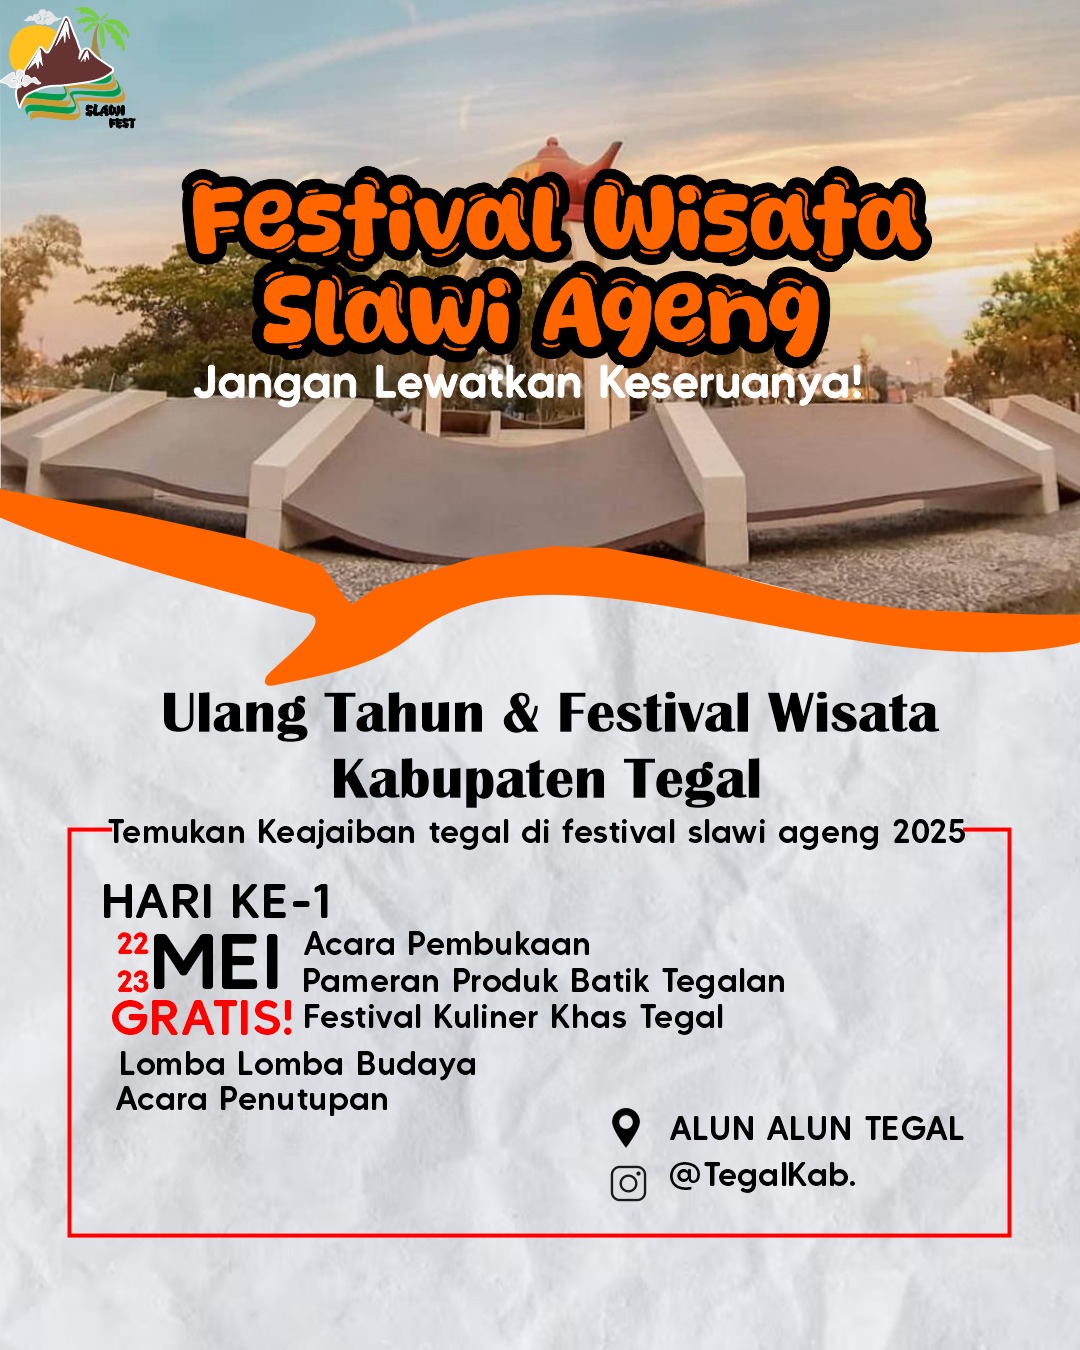 SLAWI
FEST
Festival Wisata
Slawi Ageng
Jangan Lewatkan Keseruanya!
Ulang Tahun & Festival Wisata
Kabupaten Tegal
Temukan Keajaiban tegal di festival slawi ageng 2025
HARI KE-1
22
23
MEI
GRATIS!
Acara Pembukaan
Pameran Produk Batik Tegalan
Festival Kuliner Khas Tegal
Lomba Lomba Budaya
Acara Penutupan
ALUN ALUN TEGAL
@TegalKab.